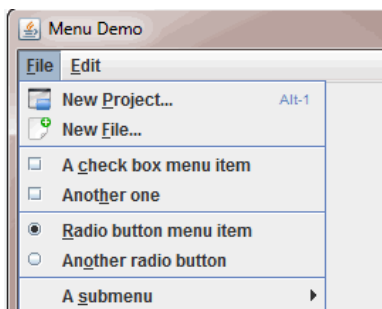 Menu Demo
File Edit
New Project... Alt-1
New File...
A check box menu item
Another one
Radio button menu item
Another radio button
A submenu